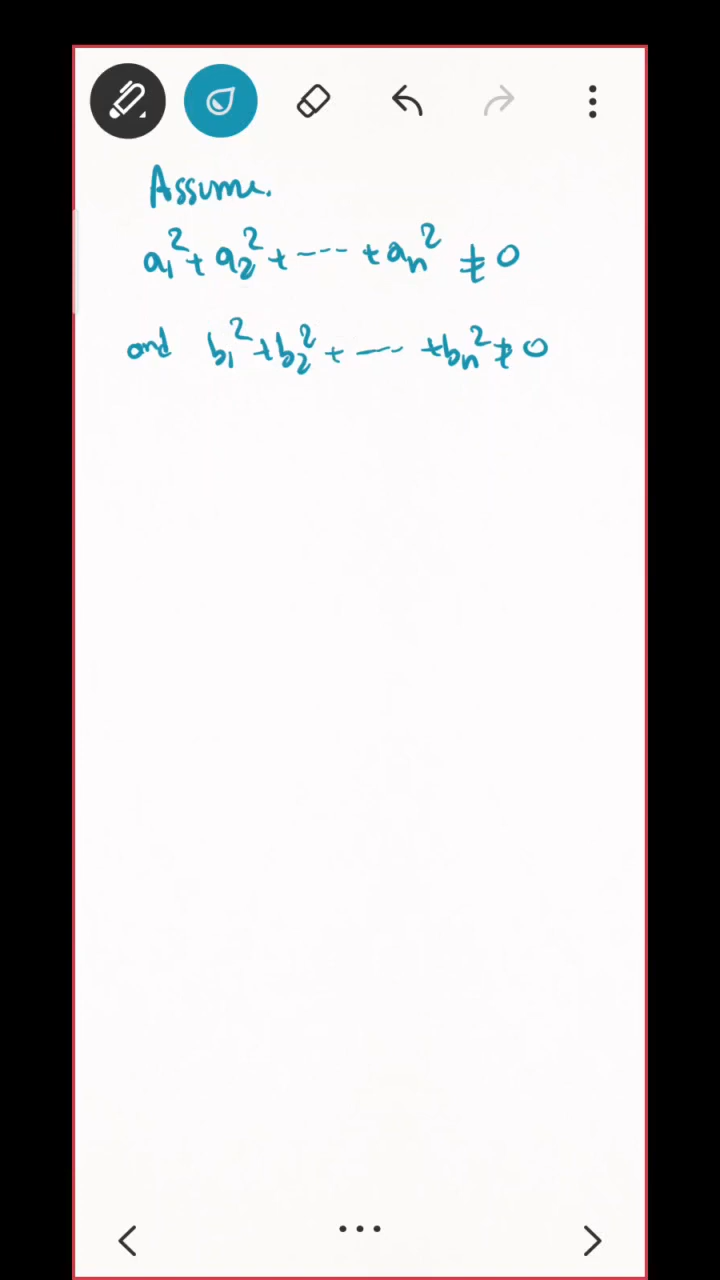 Assume.
a₁² + a₂² + ---- + aₙ² ≠ 0
and b₁² + b₂² + ---- + bₙ² ≠ 0